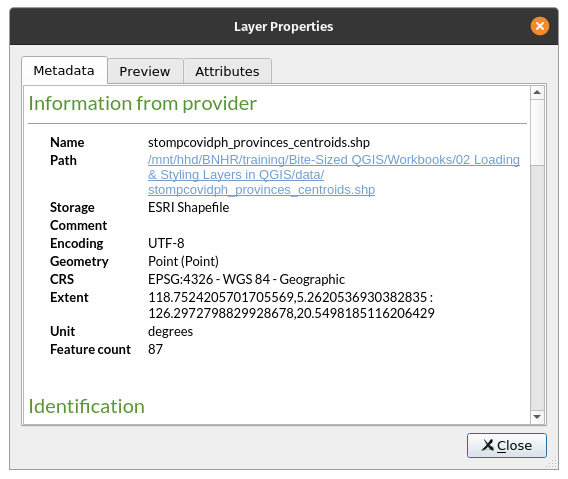 Layer Properties
Metadata Preview Attributes
Information from provider
Name stompcovidph_provinces_centroids.shp
Path /mnt/hhd/BNHR/training/Bite-Sized QGIS/Workbooks/02 Loading
& Styling Layers in QGIS/data/
stompcovidph_provinces_centroids.shp
Storage ESRI Shapefile
Comment
Encoding UTF-8
Geometry Point (Point)
CRS EPSG:4326 - WGS 84 - Geographic
Extent 118.7524205701705569,5.2620536930382835 :
126.2972798829928678,20.5498185116206429
Unit degrees
Feature count 87
Identification
Close